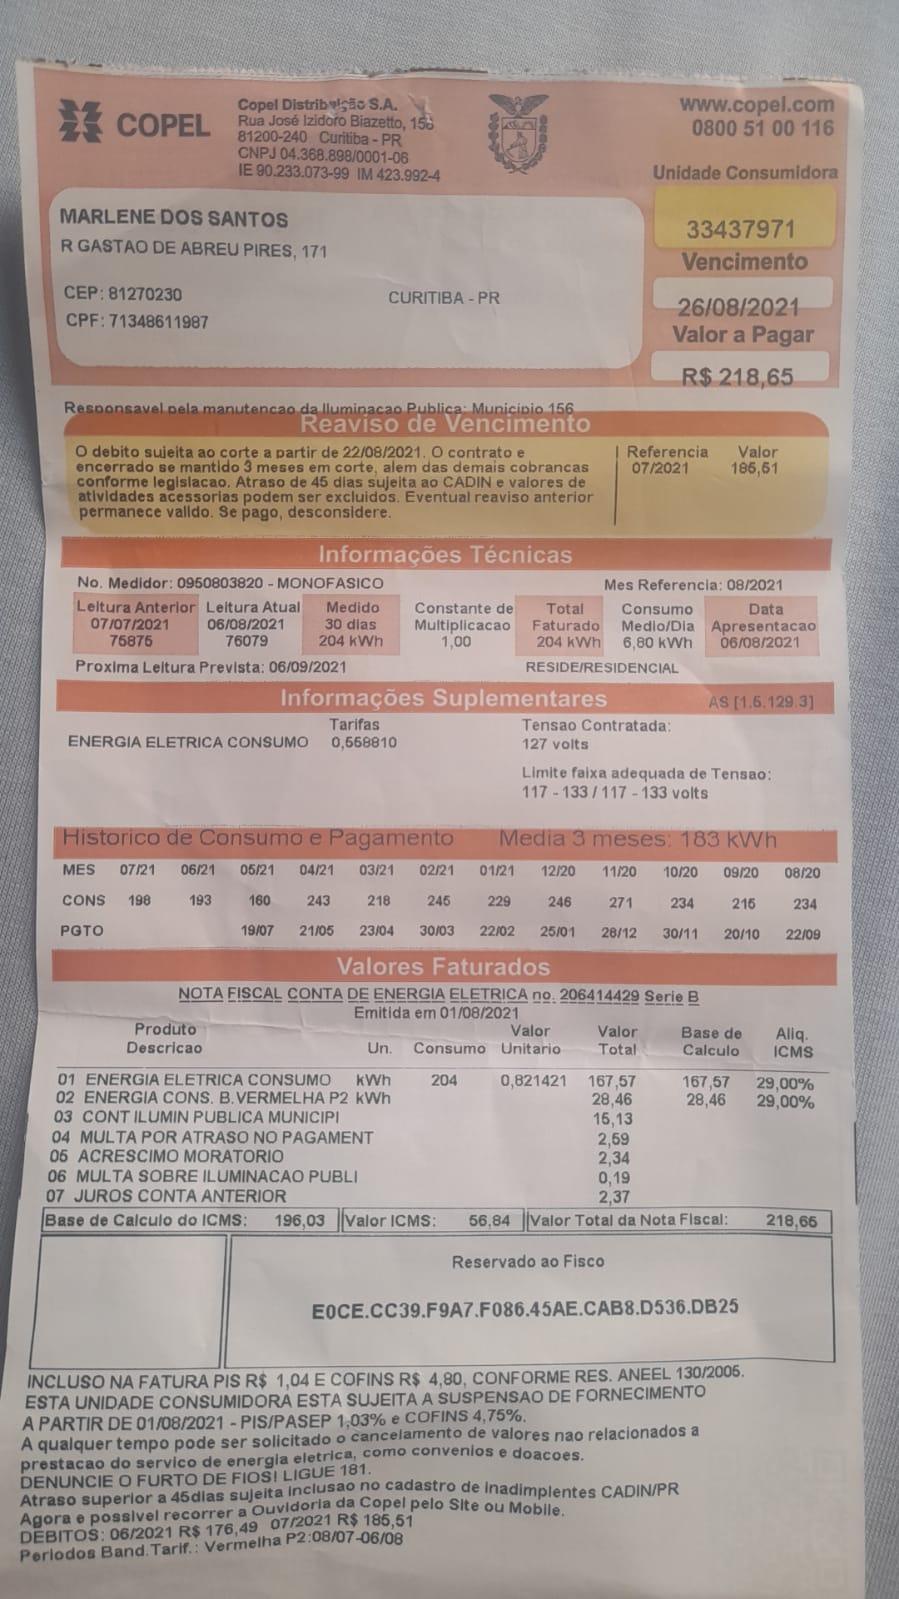 COPEL
Copel Distribuição S.A.
Rua José Izidoro Biazetto, 158
81200-240 Curitiba - PR
CNPJ 04.368.898/0001-06
IE 90.233.073-99 IM 423.992-4
www.copel.com
0800 51 00 116
Unidade Consumidora
33437971
Vencimento
26/08/2021
Valor a Pagar
R$ 218,65
MARLENE DOS SANTOS
R GASTAO DE ABREU PIRES, 171
CEP: 81270230 CURITIBA - PR
CPF: 71348611987
Responsavel pela manutencao da Iluminacao Publica: Municipio 156
Reaviso de Vencimento
O debito sujeita ao corte a partir de 22/08/2021. O contrato e
encerrado se mantido 3 meses em corte, alem das demais cobrancas
conforme legislacao. Atraso de 45 dias sujeita ao CADIN e valores de
atividades acessorias podem ser excluidos. Eventual reaviso anterior
permanece valido. Se pago, desconsidere.
Referencia Valor
07/2021 185,51
Informações Técnicas
No. Medidor: 0950803820 - MONOFASICO Mes Referencia: 08/2021
Leitura Anterior Leitura Atual Medido Constante de Total Consumo Data
07/07/2021 06/08/2021 30 dias Multiplicacao Faturado Medio/Dia Apresentacao
75875 76079 204 kWh 1,00 204 kWh 6,80 kWh 06/08/2021
Proxima Leitura Prevista: 06/09/2021 RESIDE/RESIDENCIAL
Informações Suplementares AS [1.5.129.3]
Tarifas Tensao Contratada:
ENERGIA ELETRICA CONSUMO 0,558810 127 volts
Limite faixa adequada de Tensao:
117 - 133 / 117 - 133 volts
Historico de Consumo e Pagamento Media 3 meses: 183 kWh
MES 07/21 06/21 05/21 04/21 03/21 02/21 01/21 12/20 11/20 10/20 09/20 08/20
CONS 198 193 160 243 218 245 229 246 271 234 215 234
PGTO 19/07 21/05 23/04 30/03 22/02 25/01 28/12 30/11 20/10 22/09
Valores Faturados
NOTA FISCAL CONTA DE ENERGIA ELETRICA no. 206414429 Serie B
Emitida em 01/08/2021
Produto Valor Valor Base de Aliq.
Descricao Un. Consumo Unitario Total Calculo ICMS
01 ENERGIA ELETRICA CONSUMO kWh 204 0,821421 167,57 167,57 29,00%
02 ENERGIA CONS. B.VERMELHA P2 kWh 28,46 28,46 29,00%
03 CONT ILUMIN PUBLICA MUNICIPI 15,13
04 MULTA POR ATRASO NO PAGAMENT 2,59
05 ACRESCIMO MORATORIO 2,34
06 MULTA SOBRE ILUMINACAO PUBLI 0,19
07 JUROS CONTA ANTERIOR 2,37
Base de Calculo do ICMS: 196,03 Valor ICMS: 56,84 Valor Total da Nota Fiscal: 218,65
Reservado ao Fisco
E0CE.CC39.F9A7.F086.45AE.CAB8.D536.DB25
INCLUSO NA FATURA PIS R$ 1,04 E COFINS R$ 4,80, CONFORME RES. ANEEL 130/2005.
ESTA UNIDADE CONSUMIDORA ESTA SUJEITA A SUSPENSAO DE FORNECIMENTO
A PARTIR DE 01/08/2021 - PIS/PASEP 1,03% e COFINS 4,75%.
A qualquer tempo pode ser solicitado o cancelamento de valores nao relacionados a
prestacao do servico de energia eletrica, como convenios e doacoes.
DENUNCIE O FURTO DE FIOS! LIGUE 181.
Atraso superior a 45dias sujeita inclusao no cadastro de inadimplentes CADIN/PR
Agora e possivel recorrer a Ouvidoria da Copel pelo Site ou Mobile.
DEBITOS: 06/2021 R$ 176,49 07/2021 R$ 185,51
Periodos Band.Tarif.: Vermelha P2:08/07-06/08